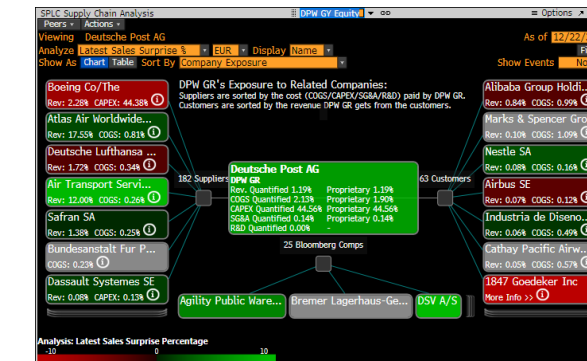 SPLC Supply Chain Analysis
DPW GY Equity
Options
Peers
Actions
Viewing Deutsche Post AG
As of 12/22/
Analyze Latest Sales Surprise % EUR Display Name
Show As Chart Table Sort By Company Exposure
Show Events No
DPW GR's Exposure to Related Companies:
Suppliers are sorted by the cost (COGS/CAPEX/SG&A/R&D) paid by DPW GR.
Customers are sorted by the revenue DPW GR gets from the customers.
Boeing Co/The
Rev: 2.28% CAPEX: 44.38%
Atlas Air Worldwide...
Rev: 17.55% COGS: 0.81%
Deutsche Lufthansa ...
Rev: 1.72% COGS: 0.34%
Air Transport Servi...
Rev: 12.00% COGS: 0.26%
Safran SA
Rev: 1.38% COGS: 0.25%
Bundesanstalt Fur P...
COGS: 0.23%
Dassault Systemes SE
Rev: 0.08% CAPEX: 0.13%
182 Suppliers
Deutsche Post AG
DPW GR
Rev. Quantified 1.19% Proprietary 1.19%
COGS Quantified 2.13% Proprietary 1.90%
CAPEX Quantified 44.56% Proprietary 44.56%
SG&A Quantified 0.14% Proprietary 0.14%
R&D Quantified 0.00% -
63 Customers
Alibaba Group Holdi..
Rev: 0.84% COGS: 0.99%
Marks & Spencer Gro
Rev: 0.10% COGS: 1.09%
Nestle SA
Rev: 0.08% COGS: 0.16%
Airbus SE
Rev: 0.07% COGS: 0.12%
Industria de Diseno..
Rev: 0.06% COGS: 0.49%
Cathay Pacific Airw..
Rev: 0.05% COGS: 0.57%
1847 Goedeker Inc
More Info >>
25 Bloomberg Comps
Agility Public Ware...
Bremer Lagerhaus-Ge...
DSV A/S
Analysis: Latest Sales Surprise Percentage
-10 0 10